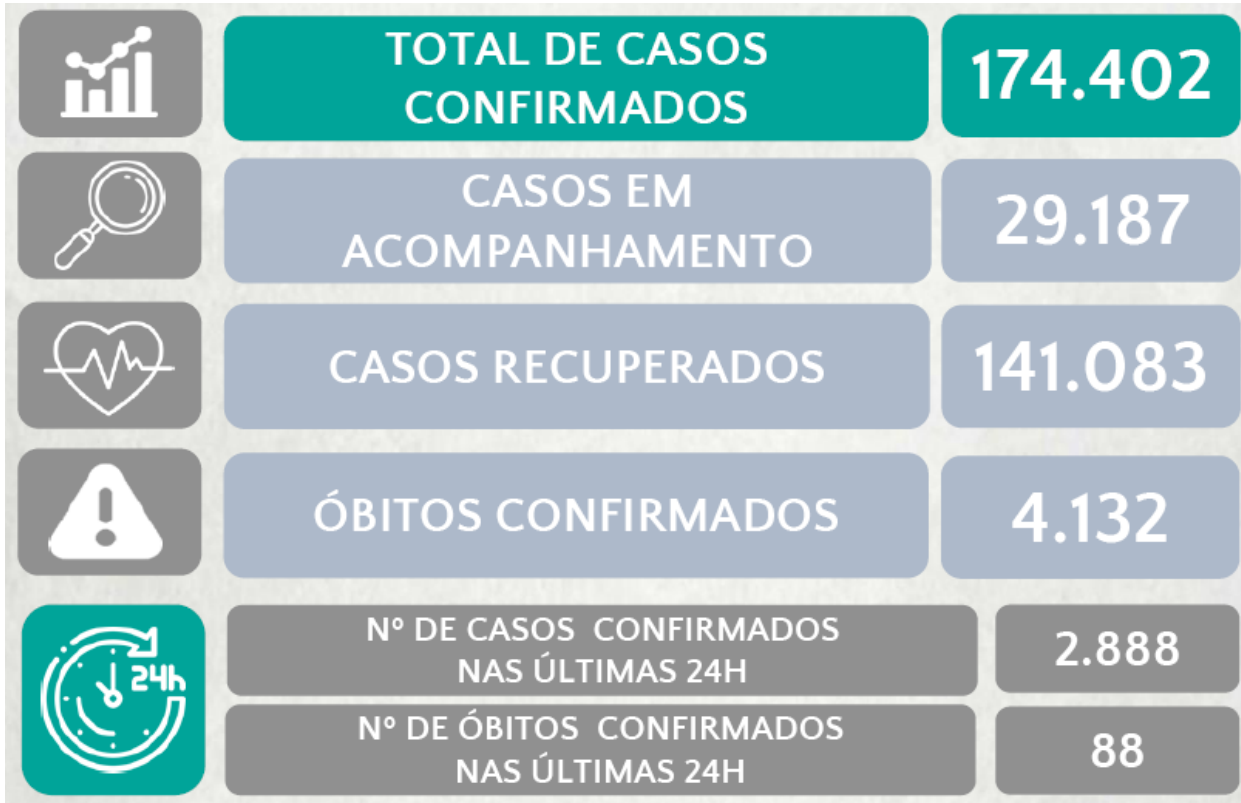 TOTAL DE CASOS
CONFIRMADOS
174.402
CASOS EM
ACOMPANHAMENTO
29.187
CASOS RECUPERADOS
141.083
ÓBITOS CONFIRMADOS
4.132
24h
Nº DE CASOS CONFIRMADOS
NAS ÚLTIMAS 24H
2.888
Nº DE ÓBITOS CONFIRMADOS
NAS ÚLTIMAS 24H
88